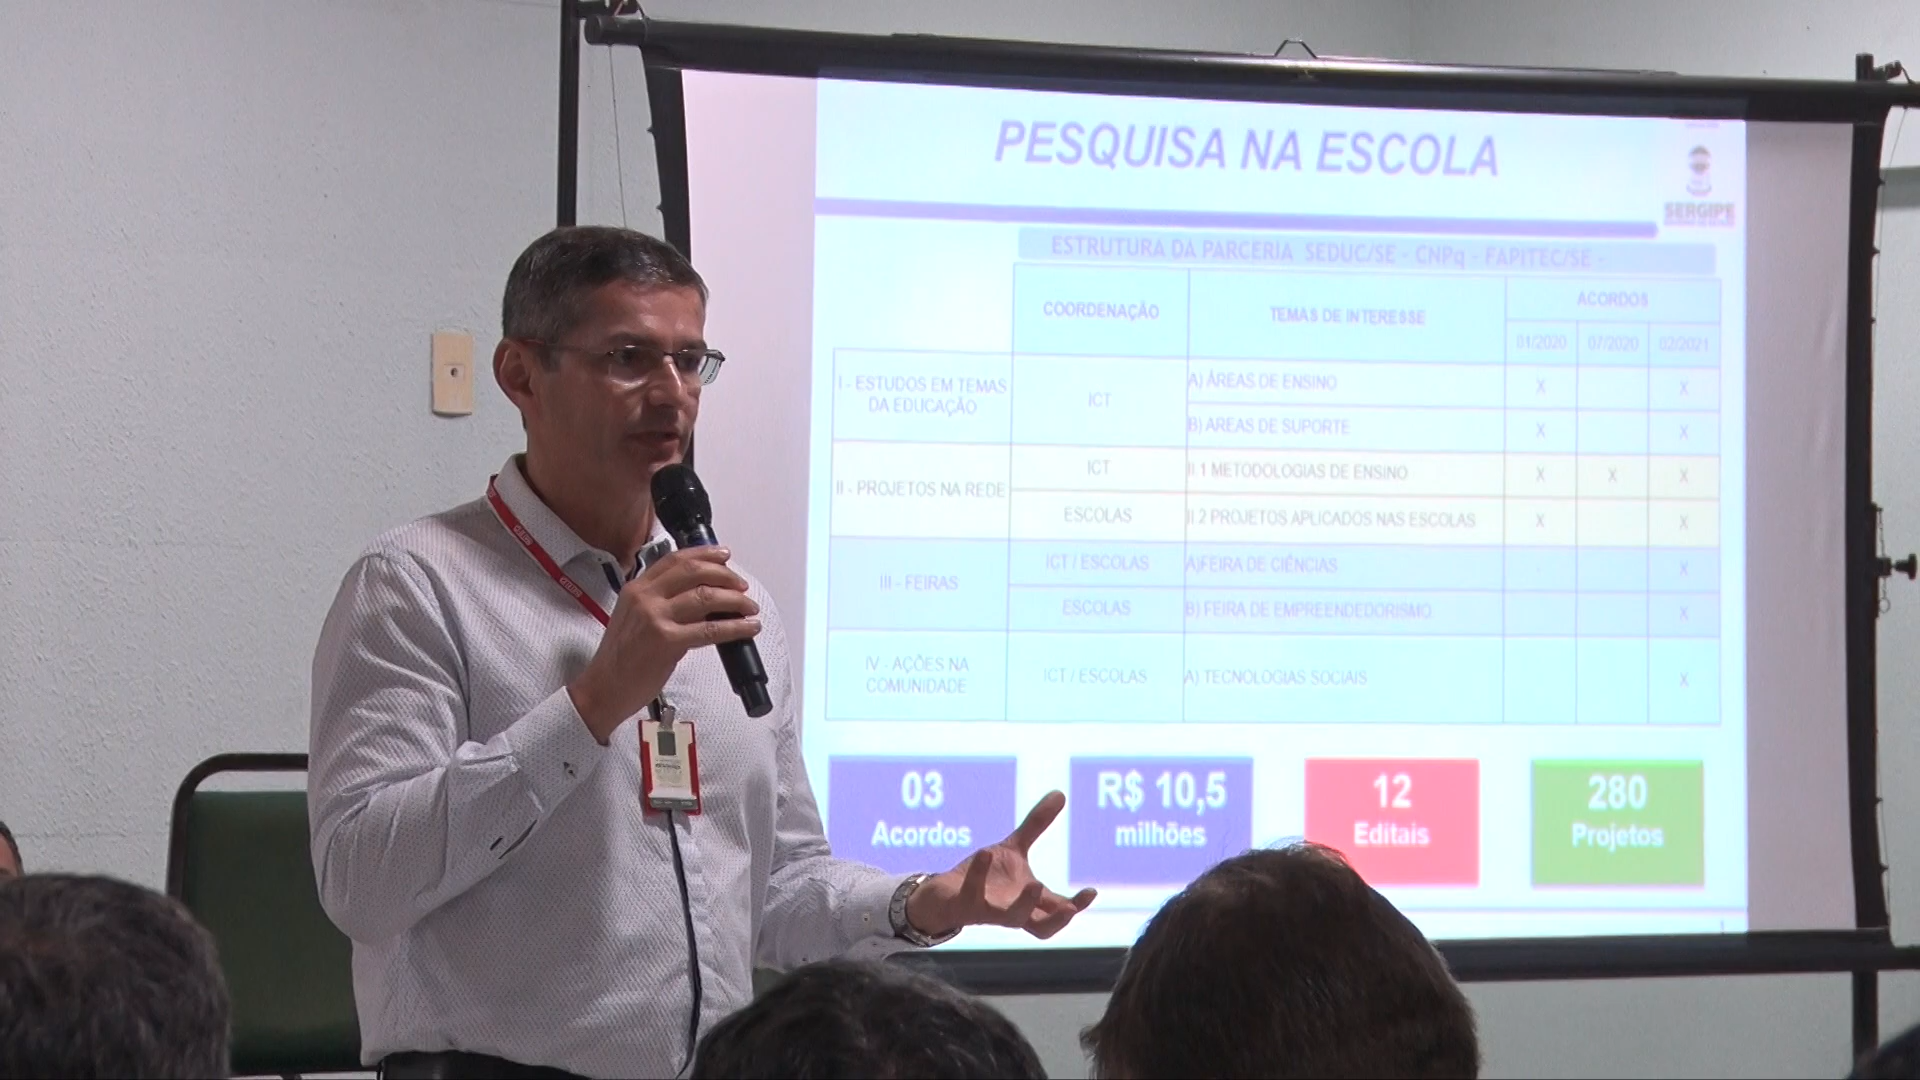 PESQUISA NA ESCOLA
SERGIPE
ESTRUTURA DA PARCERIA SEDUC/SE - CNPq - FAPITEC/SE -
COORDENAÇÃO
TEMAS DE INTERESSE
ACORDOS
01/2020
07/2020
02/2021
I - ESTUDOS EM TEMAS
DA EDUCAÇÃO
ICT
A) ÁREAS DE ENSINO
X
X
B) AREAS DE SUPORTE
X
X
II - PROJETOS NA REDE
ICT
II.1 METODOLOGIAS DE ENSINO
X
X
X
ESCOLAS
II.2 PROJETOS APLICADOS NAS ESCOLAS
X
X
III - FEIRAS
ICT / ESCOLAS
A)FEIRA DE CIÊNCIAS
X
ESCOLAS
B) FEIRA DE EMPREENDEDORISMO
X
IV - AÇÕES NA
COMUNIDADE
ICT / ESCOLAS
A) TECNOLOGIAS SOCIAIS
X
03
Acordos
R$ 10,5
milhões
12
Editais
280
Projetos